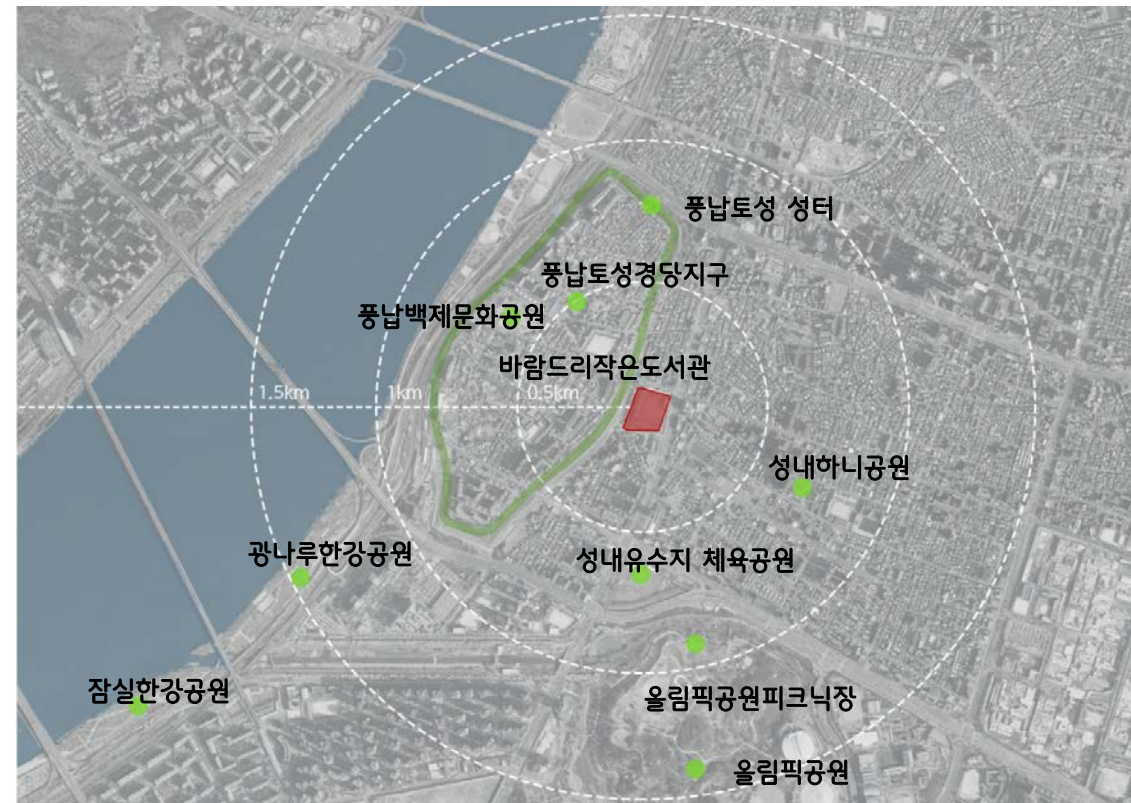 풍납토성 성터
풍납토성경당지구
풍납백제문화공원
바람드리작은도서관
1.5km
1km
0.5km
성내하니공원
광나루한강공원
성내유수지 체육공원
잠실한강공원
올림픽공원피크닉장
올림픽공원